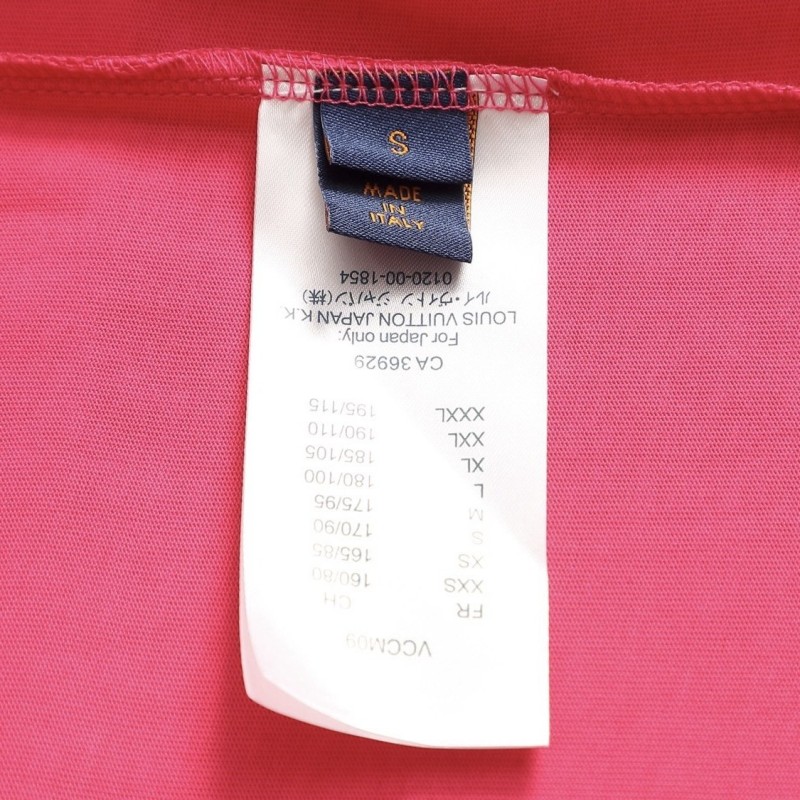 S
MADE
IN
ITALY
VCCM09
FR CH
XXS 160/80
XS 165/85
S 170/90
M 175/95
L 180/100
XL 185/105
XXL 190/110
XXXL 195/115
CA 36929
For Japan only:
LOUIS VUITTON JAPAN K.K
ルイ・ヴィトン ジャパン(株)
0120-00-1854